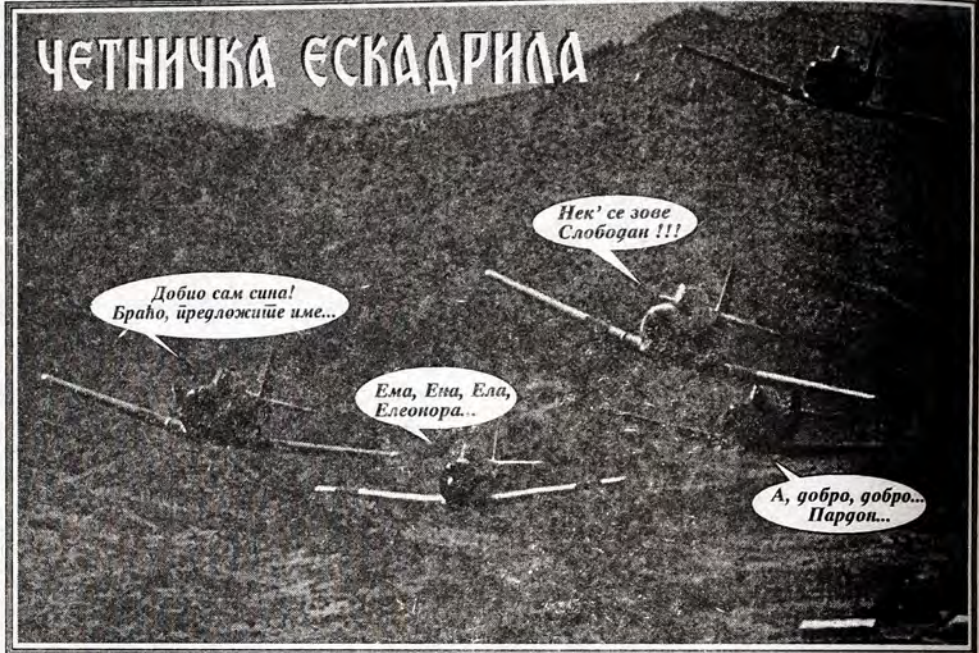 ЧЕТНИЧКА ЕСКАДРИЛА
Добио сам сина!
Браћо, предложите име...
Ема, Ена, Ела,
Елеонора...
Нек' се зове
Слободан !!!
А, добро, добро...
Пардон...